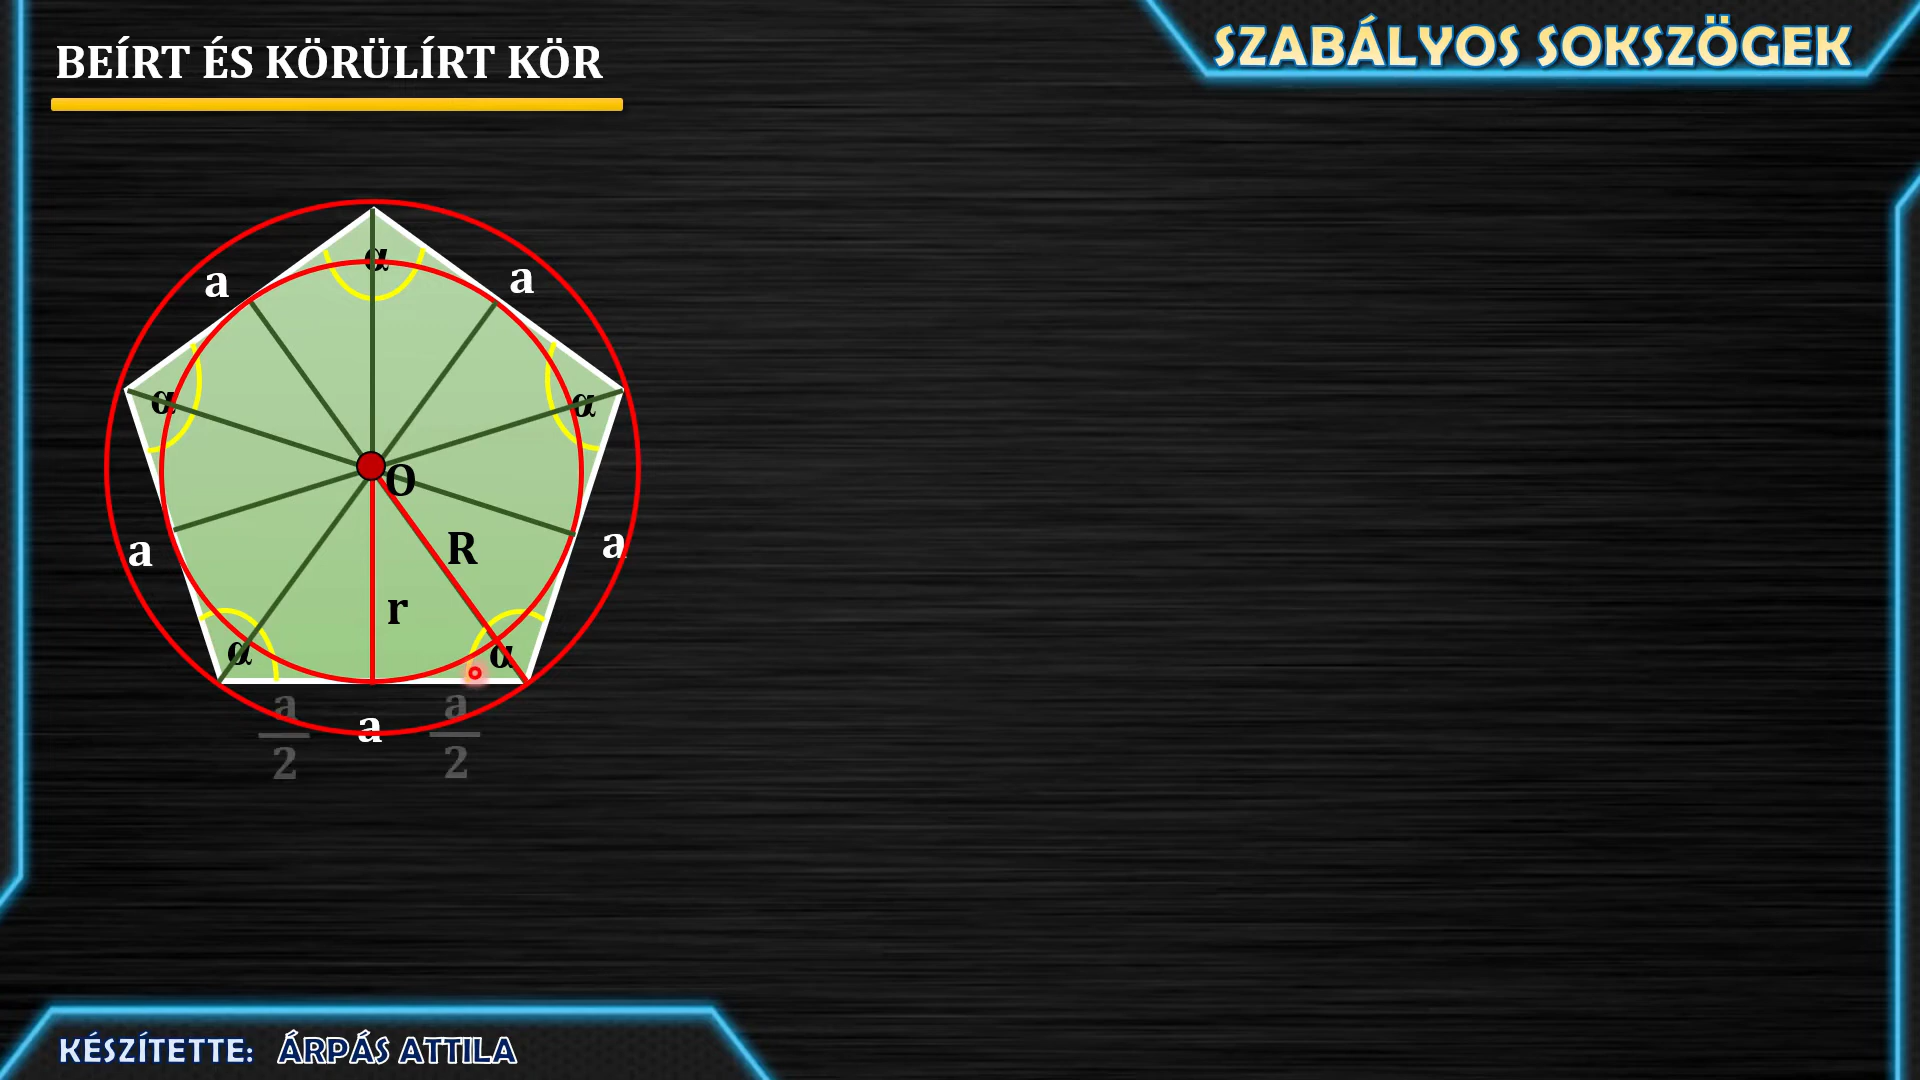 BEÍRT ÉS KÖRÜLÍRT KÖR
SZABÁLYOS SOKSZÖGEK
α
a
a
α
α
O
R
a
a
r
α
α
a
2
a
a
2
KÉSZÍTETTE: ÁRPÁS ATTILA